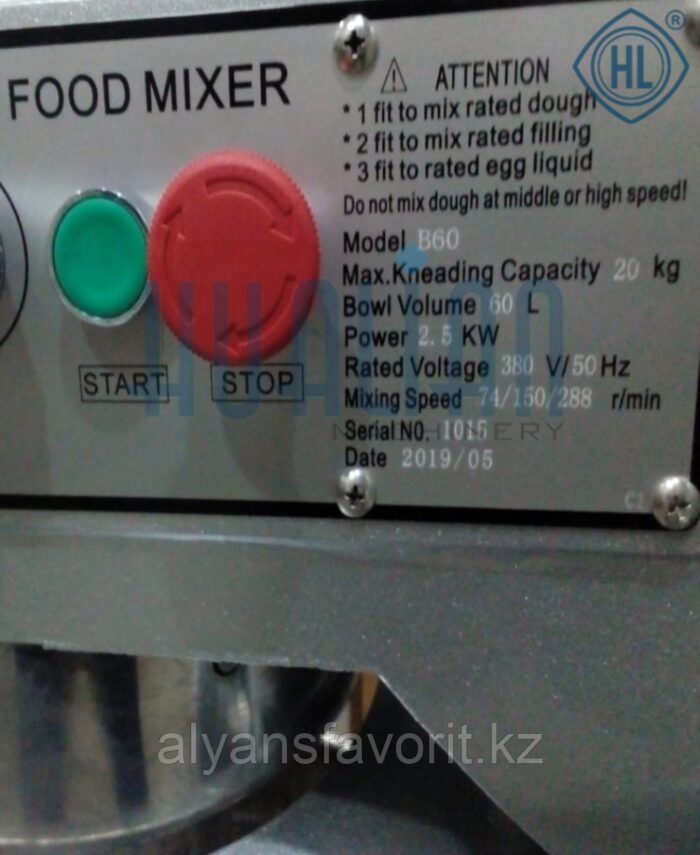 HL
®
FOOD MIXER
ATTENTION
* 1 fit to mix rated dough
* 2 fit to mix rated filling
* 3 fit to rated egg liquid
Do not mix dough at middle or high speed!
Model B60
Max.Kneading Capacity 20 kg
Bowl Volume 60 L
Power 2.5 KW
Rated Voltage 380 V/50Hz
Mixing Speed 74/150/288 r/min
Serial NO. 1015
Date 2019/05
START
STOP
HUALIAN
MACHINERY
alyansfavorit.kz